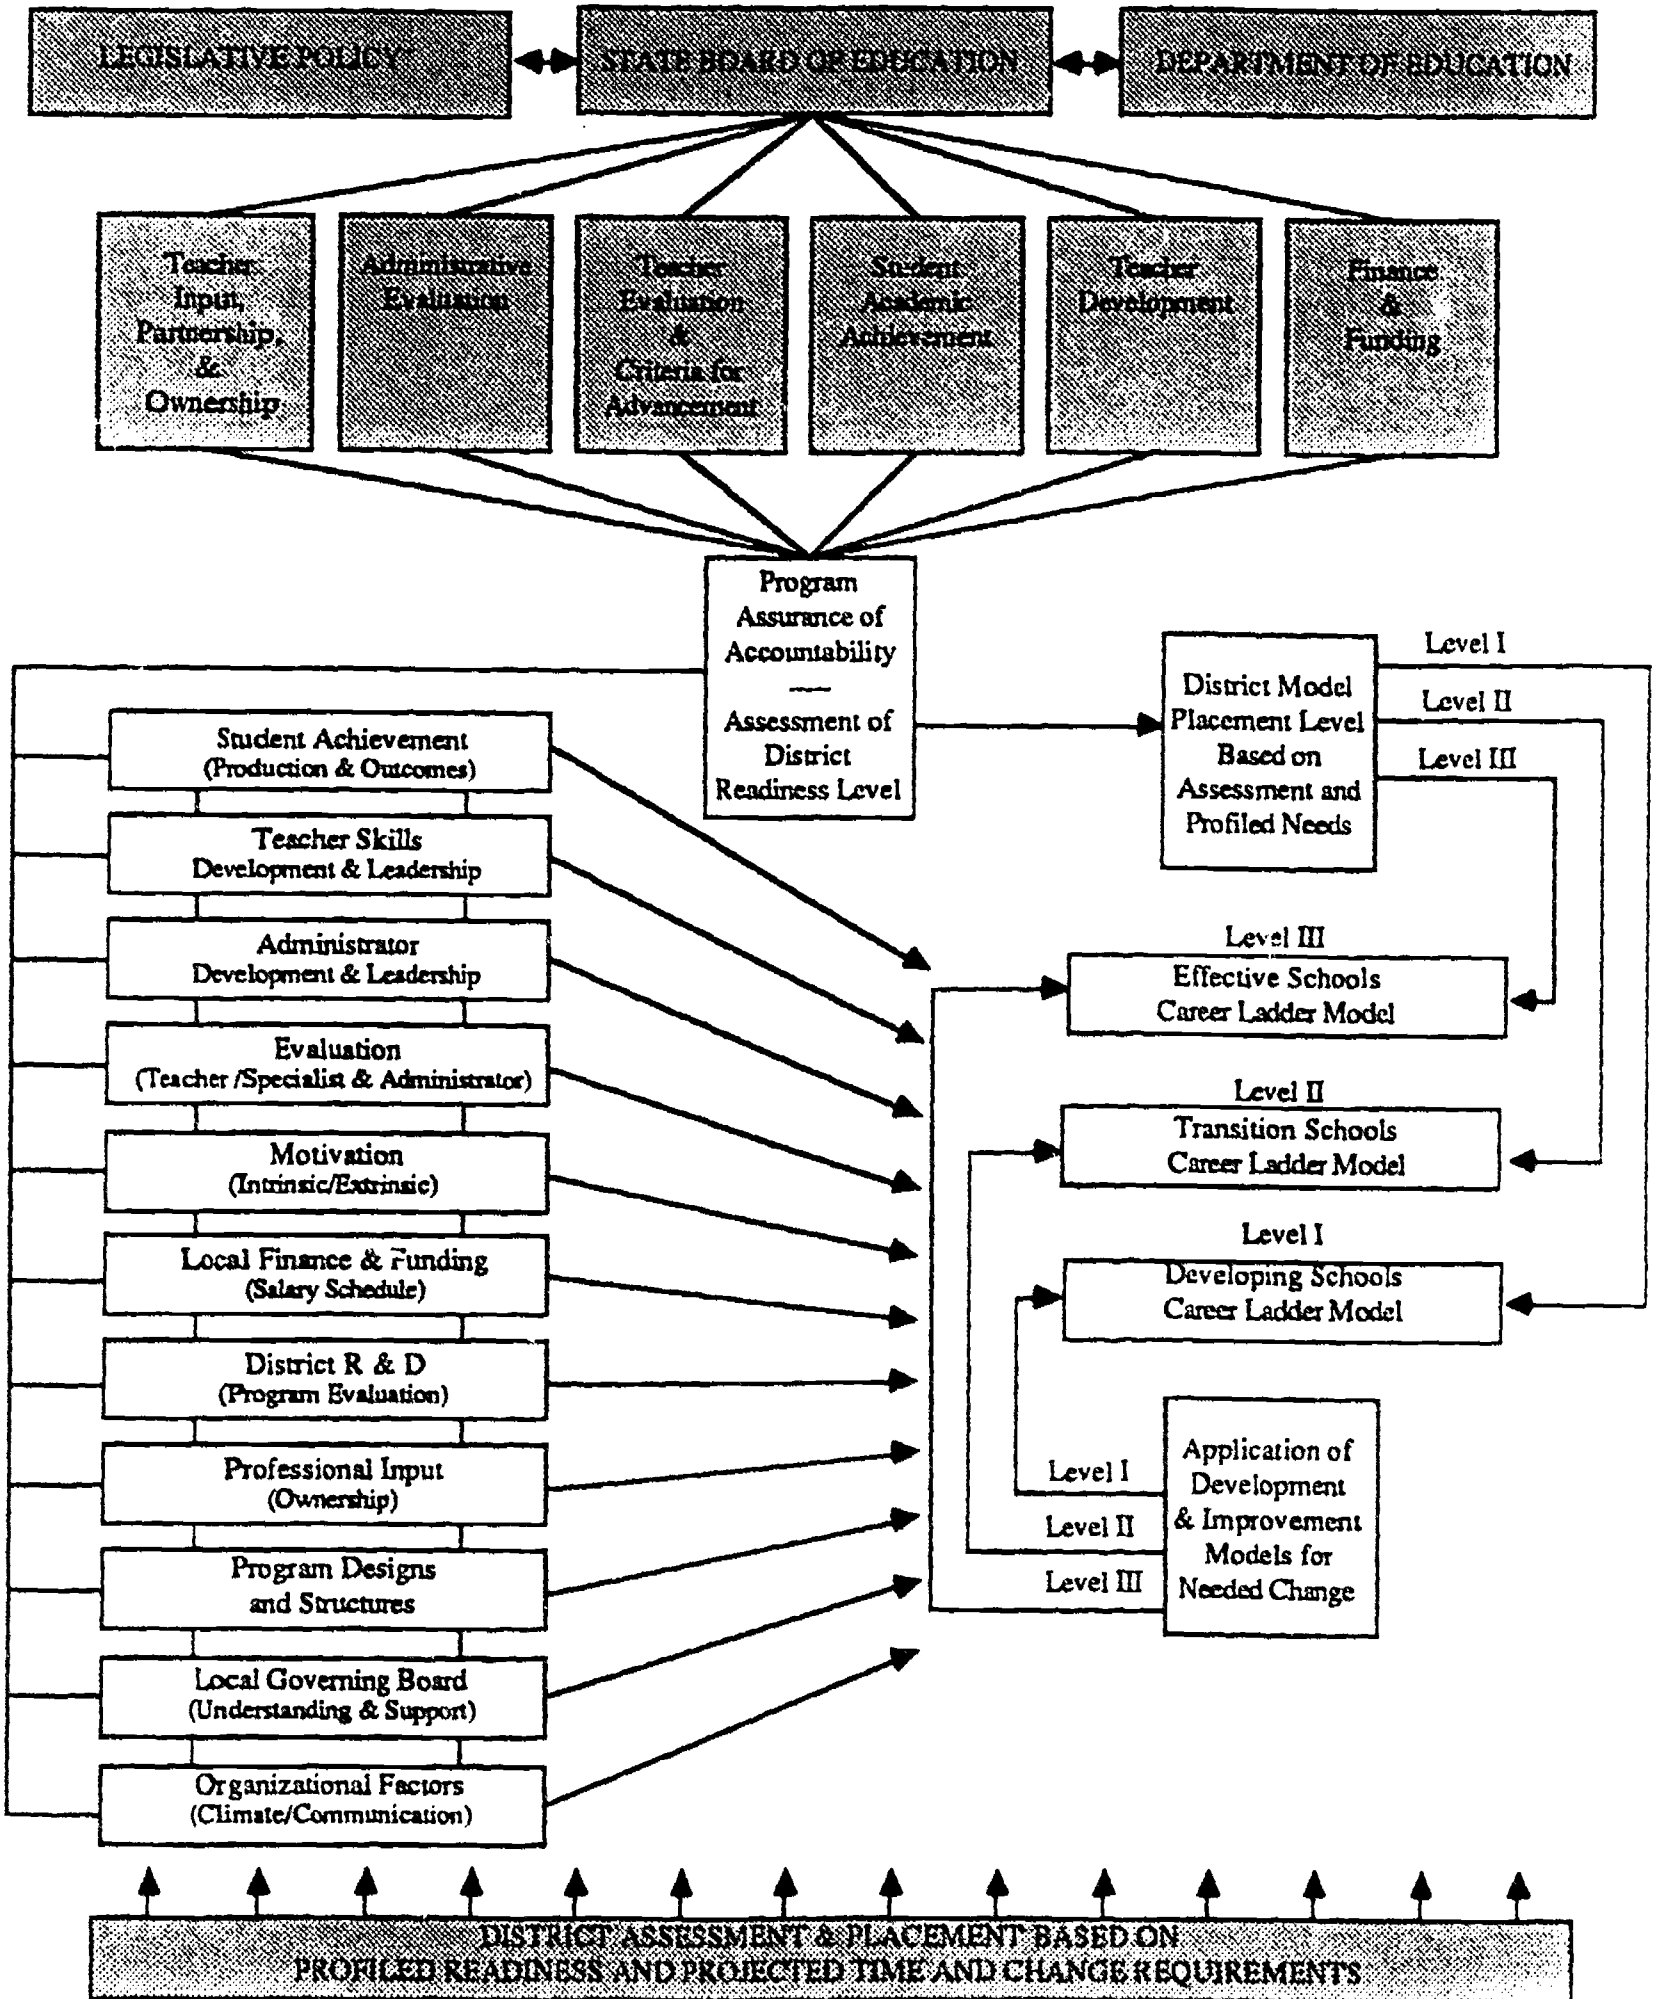 LEGISLATIVE POLICY
STATE BOARD OF EDUCATION
DEPARTMENT OF EDUCATION
Teacher
Input,
Partnership,
&
Ownership
Administrative
Evaluation
Teacher
Evaluation
&
Criteria for
Advancement
Student
Academic
Achievement
Teacher
Development
Finance
&
Funding
Program
Assurance of
Accountability
—
Assessment of
District
Readiness Level
District Model
Placement Level
Based on
Assessment and
Profiled Needs
Level I
Level II
Level III
Student Achievement
(Production & Outcomes)
Teacher Skills
Development & Leadership
Administrator
Development & Leadership
Evaluation
(Teacher /Specialist & Administrator)
Motivation
(Intrinsic/Extrinsic)
Local Finance & Funding
(Salary Schedule)
District R & D
(Program Evaluation)
Professional Input
(Ownership)
Program Designs
and Structures
Local Governing Board
(Understanding & Support)
Organizational Factors
(Climate/Communication)
Level III
Effective Schools
Career Ladder Model
Level II
Transition Schools
Career Ladder Model
Level I
Developing Schools
Career Ladder Model
Level I
Level II
Level III
Application of
Development
& Improvement
Models for
Needed Change
DISTRICT ASSESSMENT & PLACEMENT BASED ON
PROFILED READINESS AND PROJECTED TIME AND CHANGE REQUIREMENTS